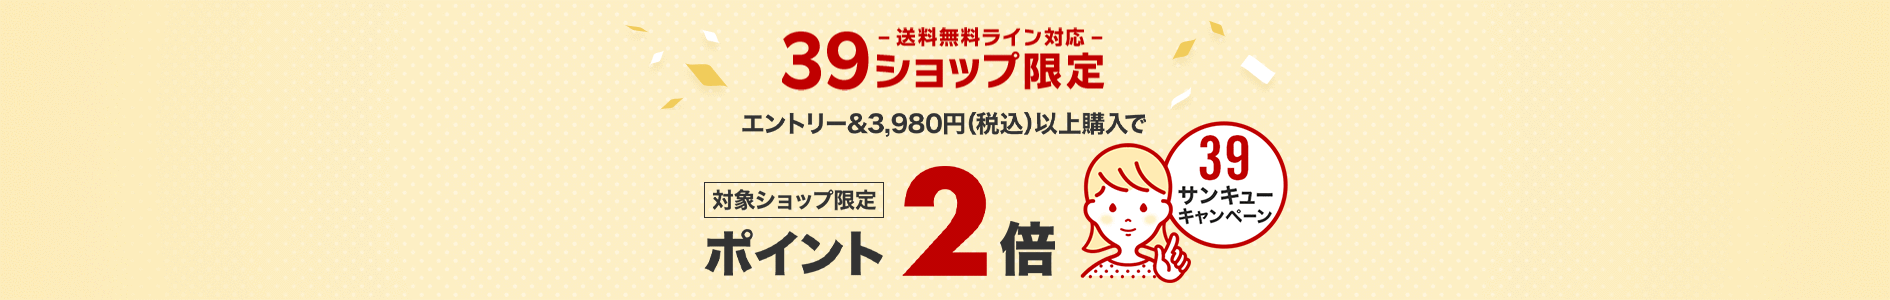 – 送料無料ライン対応 –
39ショップ限定
エントリー&3,980円(税込)以上購入で
対象ショップ限定
ポイント2倍
39
サンキュー
キャンペーン